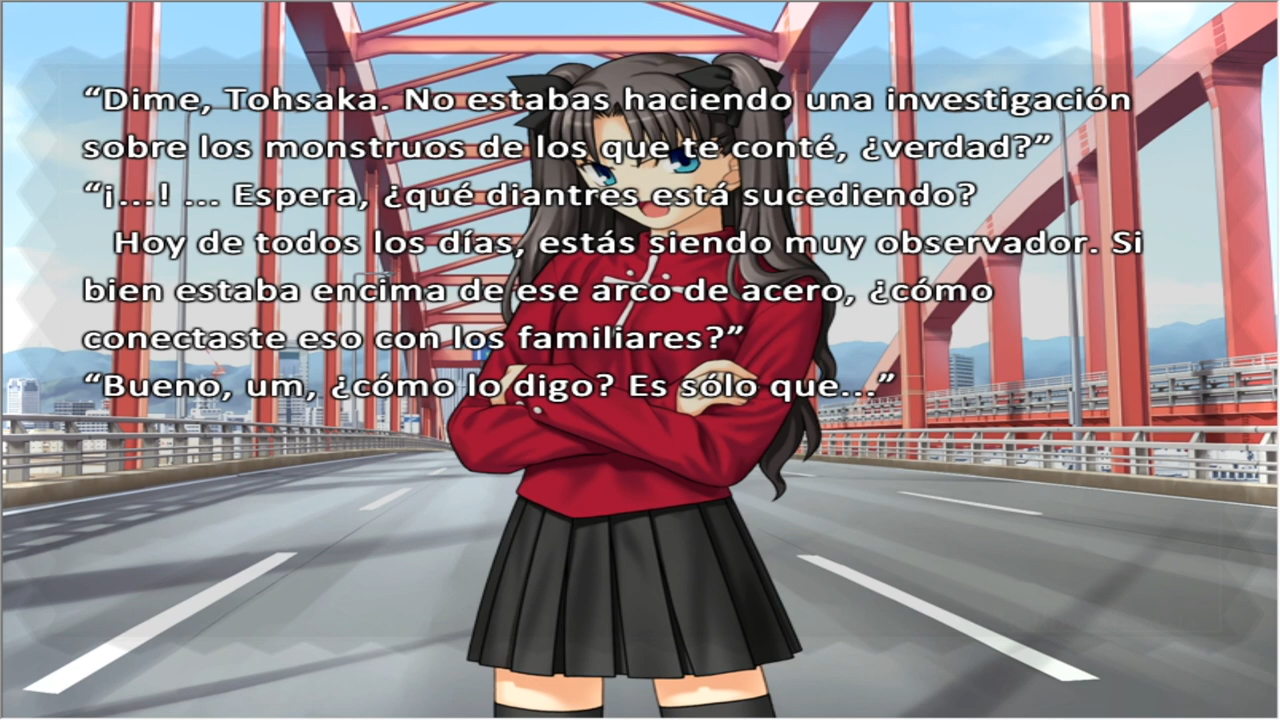 “Dime, Tohsaka. No estabas haciendo una investigación
sobre los monstruos de los que te conté, ¿verdad?”
“¡...! ... Espera, ¿qué diantres está sucediendo?
Hoy de todos los días, estás siendo muy observador. Si
bien estaba encima de ese arco de acero, ¿cómo
conectaste eso con los familiares?”
“Bueno, um, ¿cómo lo digo? Es sólo que...”